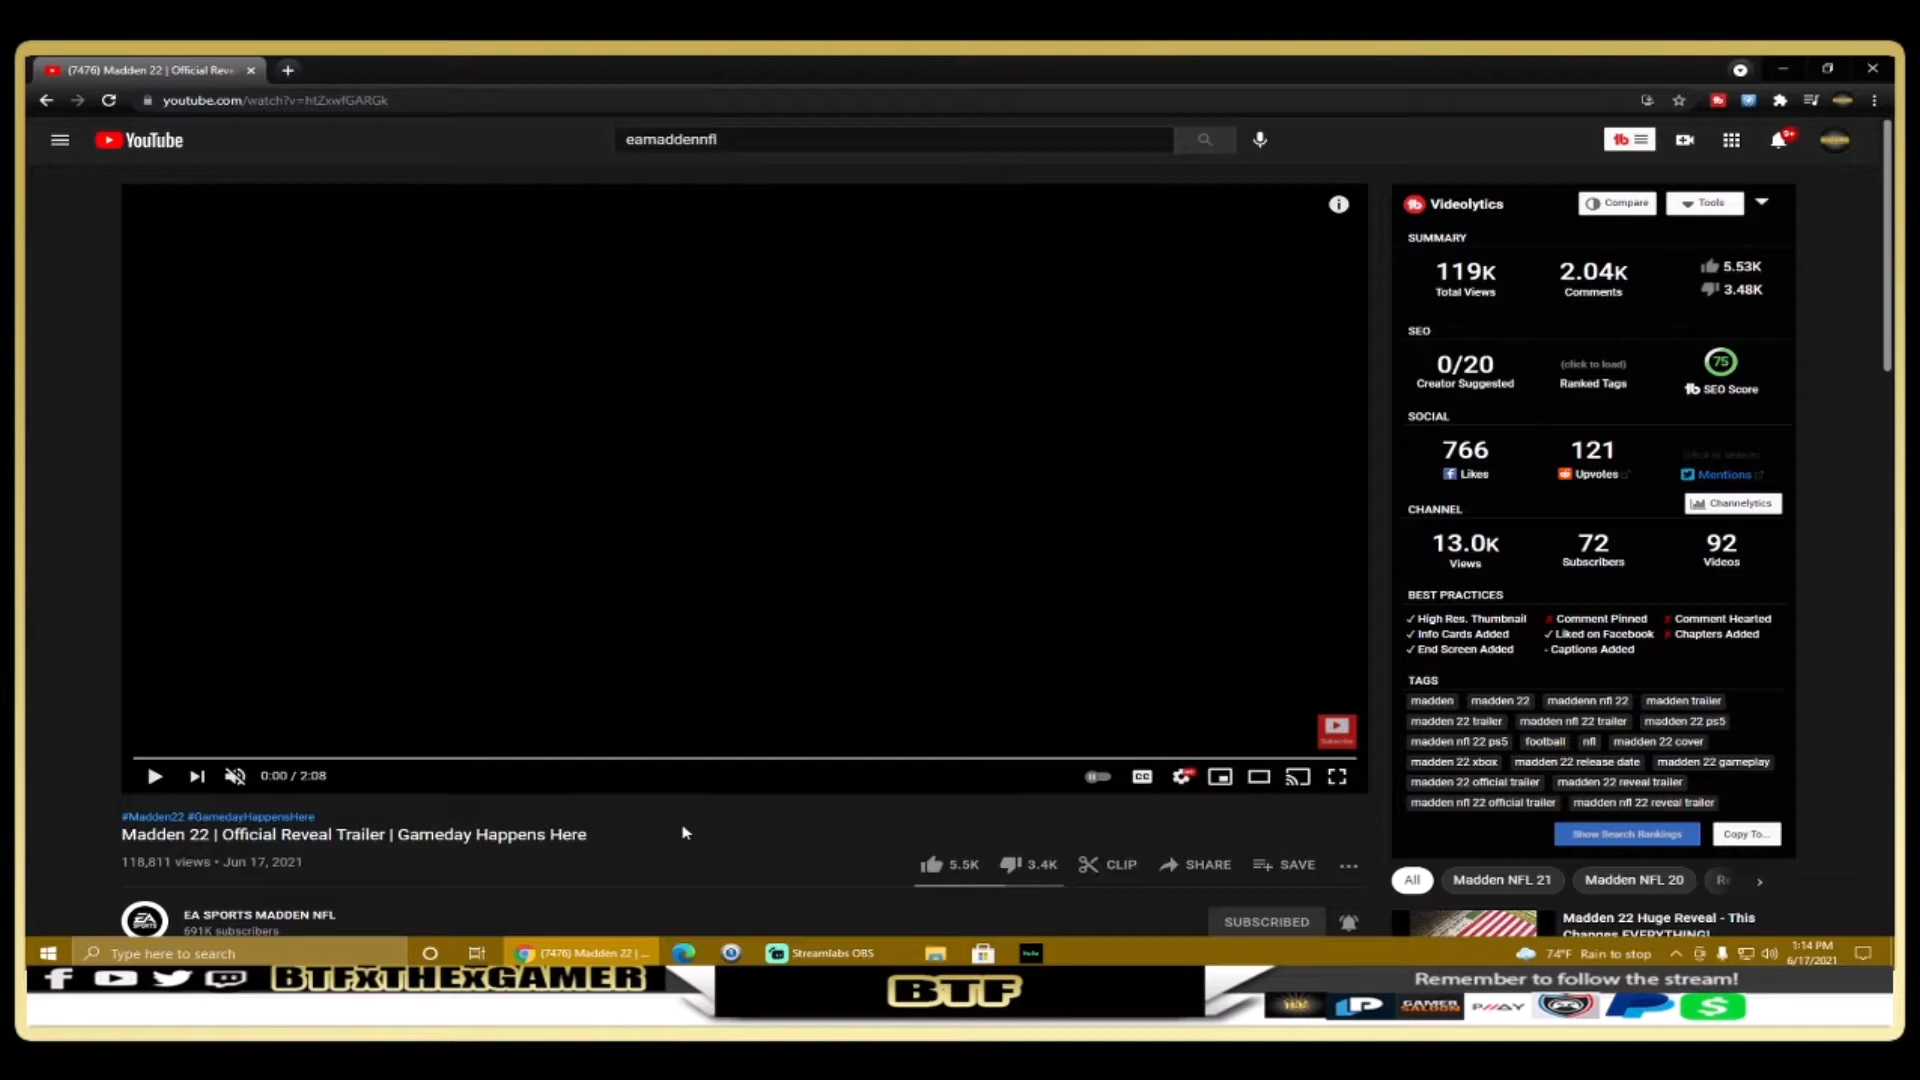 (7476) Madden 22 | Official Reve
youtube.com/watch?v=htZxwfGARGk
YouTube
eamaddennfl
9+
Videolytics
Compare
Tools
SUMMARY
119K
2.04K
5.53K
Total Views
Comments
3.48K
SEO
0/20
(click to load)
75
Creator Suggested
Ranked Tags
SEO Score
SOCIAL
766
121
Likes
Upvotes
Mentions
CHANNEL
Channelytics
13.0K
72
92
Views
Subscribers
Videos
BEST PRACTICES
✓ High Res. Thumbnail
✗ Comment Pinned
✗ Comment Hearted
✓ Info Cards Added
✓ Liked on Facebook
✗ Chapters Added
✓ End Screen Added
- Captions Added
TAGS
madden madden 22 maddenn nfl 22 madden trailer
madden 22 trailer madden nfl 22 trailer madden 22 ps5
madden nfl 22 ps5 football nfl madden 22 cover
madden 22 xbox madden 22 release date madden 22 gameplay
madden 22 official trailer madden 22 reveal trailer
madden nfl 22 official trailer madden nfl 22 reveal trailer
Show Search Rankings
Copy To...
0:00 / 2:08
CC
#Madden22 #GamedayHappensHere
Madden 22 | Official Reveal Trailer | Gameday Happens Here
118,811 views • Jun 17, 2021
5.5K
3.4K
CLIP
SHARE
SAVE
All
Madden NFL 21
Madden NFL 20
Re
EA SPORTS MADDEN NFL
691K subscribers
SUBSCRIBED
Madden 22 Huge Reveal - This
Changes EVERYTHING!
Type here to search
(7476) Madden 22 | ...
Streamlabs OBS
hulu
74°F Rain to stop
1:14 PM
6/17/2021
BTFXTHEXGAMER
BTF
Remember to follow the stream!
GAMER
SALOON